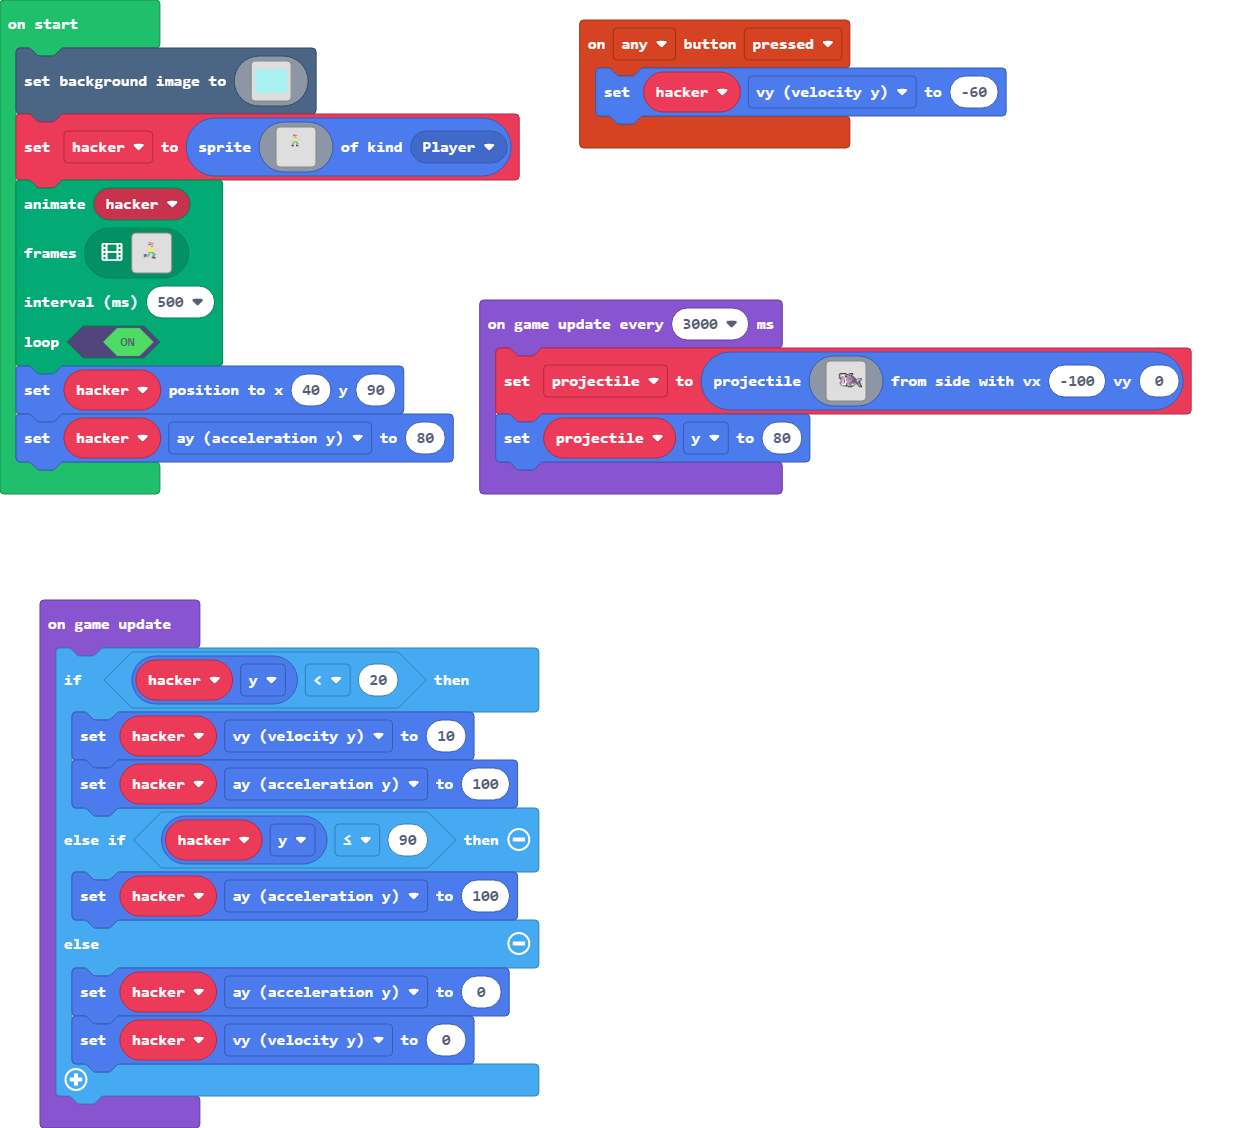 on start
set background image to
set hacker to sprite of kind Player
animate hacker
frames
interval (ms) 500
loop ON
set hacker position to x 40 y 90
set hacker ay (acceleration y) to 80
on any button pressed
set hacker vy (velocity y) to -60
on game update every 3000 ms
set projectile to projectile from side with vx -100 vy 0
set projectile y to 80
on game update
if hacker y < 20 then
set hacker vy (velocity y) to 10
set hacker ay (acceleration y) to 100
else if hacker y ≤ 90 then
set hacker ay (acceleration y) to 100
else
set hacker ay (acceleration y) to 0
set hacker vy (velocity y) to 0